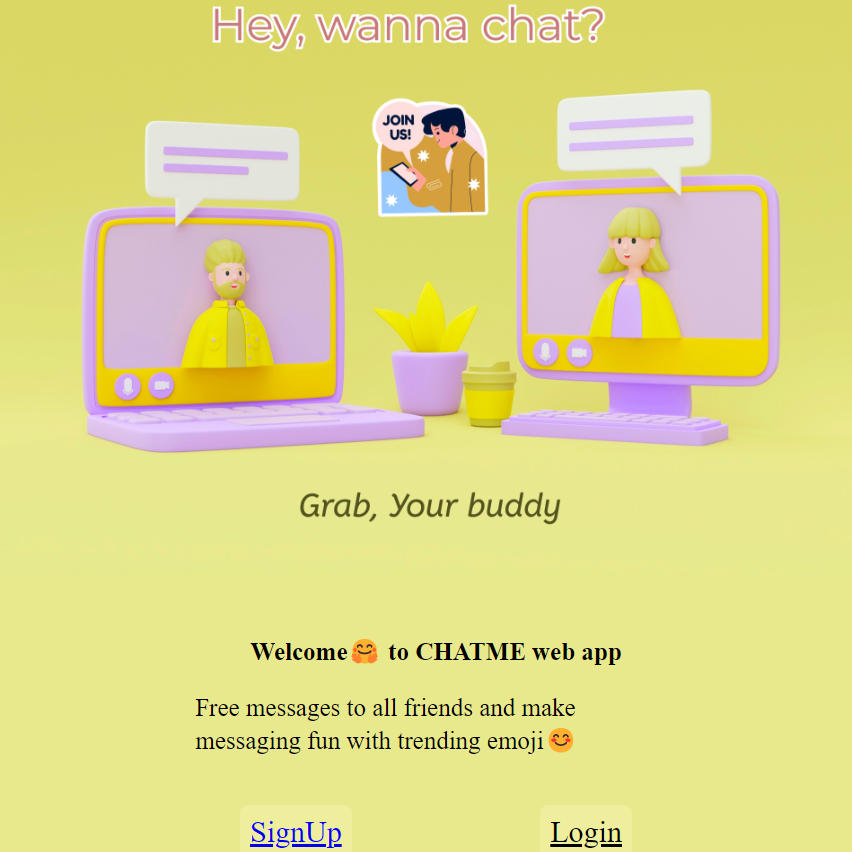 Hey, wanna chat?
JOIN
US!
Grab, Your buddy
Welcome🤗 to CHATME web app
Free messages to all friends and make
messaging fun with trending emoji😊
SignUp
Login